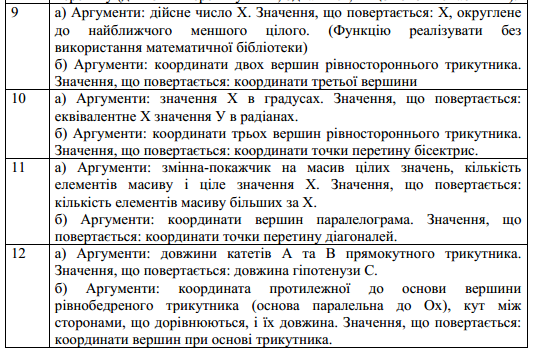 9 а) Аргументи: дійсне число Х. Значення, що повертається: Х, округлене
до найближчого меншого цілого. (Функцію реалізувати без
використання математичної бібліотеки)
б) Аргументи: координати двох вершин рівностороннього трикутника.
Значення, що повертається: координати третьої вершини
10 а) Аргументи: значення Х в градусах. Значення, що повертається:
еквівалентне Х значення У в радіанах.
б) Аргументи: координати трьох вершин рівностороннього трикутника.
Значення, що повертається: координати точки перетину бісектрис.
11 а) Аргументи: змінна-покажчик на масив цілих значень, кількість
елементів масиву і ціле значення Х. Значення, що повертається:
кількість елементів масиву більших за Х.
б) Аргументи: координати вершин паралелограма. Значення, що
повертається: координати точки перетину діагоналей.
12 а) Аргументи: довжини катетів А та В прямокутного трикутника.
Значення, що повертається: довжина гіпотенузи С.
б) Аргументи: координата протилежної до основи вершини
рівнобедреного трикутника (основа паралельна до Ох), кут між
сторонами, що дорівнюються, і їх довжина. Значення, що повертається:
координати вершин при основі трикутника.